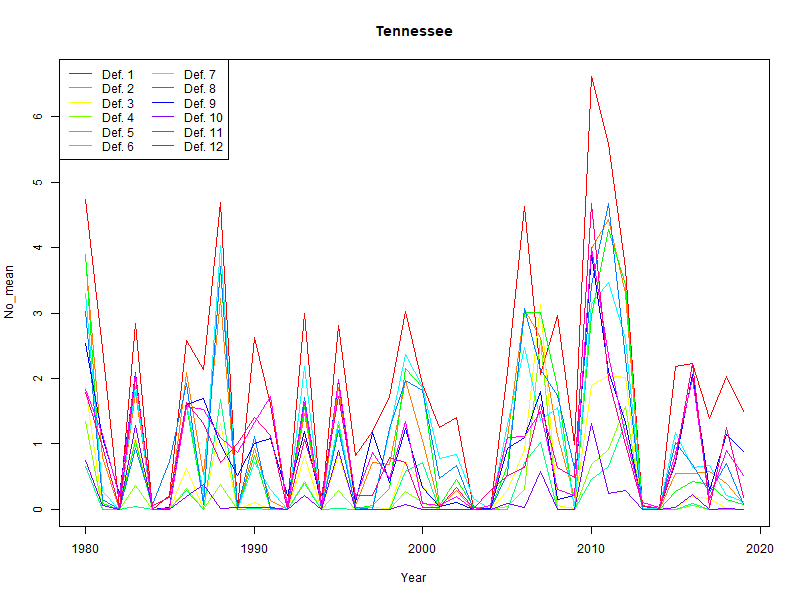 Tennessee
Def. 1 Def. 7
Def. 2 Def. 8
Def. 3 Def. 9
Def. 4 Def. 10
Def. 5 Def. 11
Def. 6 Def. 12
6
5
4
3
2
1
0
No_mean
1980 1990 2000 2010 2020
Year